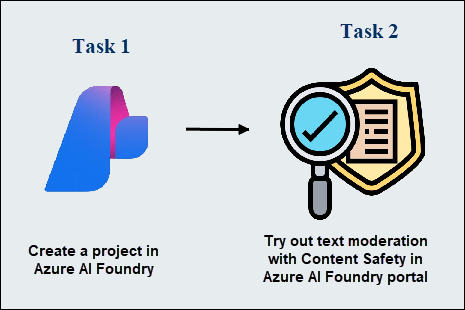 Task 1
Create a project in
Azure AI Foundry
Task 2
Try out text moderation
with Content Safety in
Azure AI Foundry portal